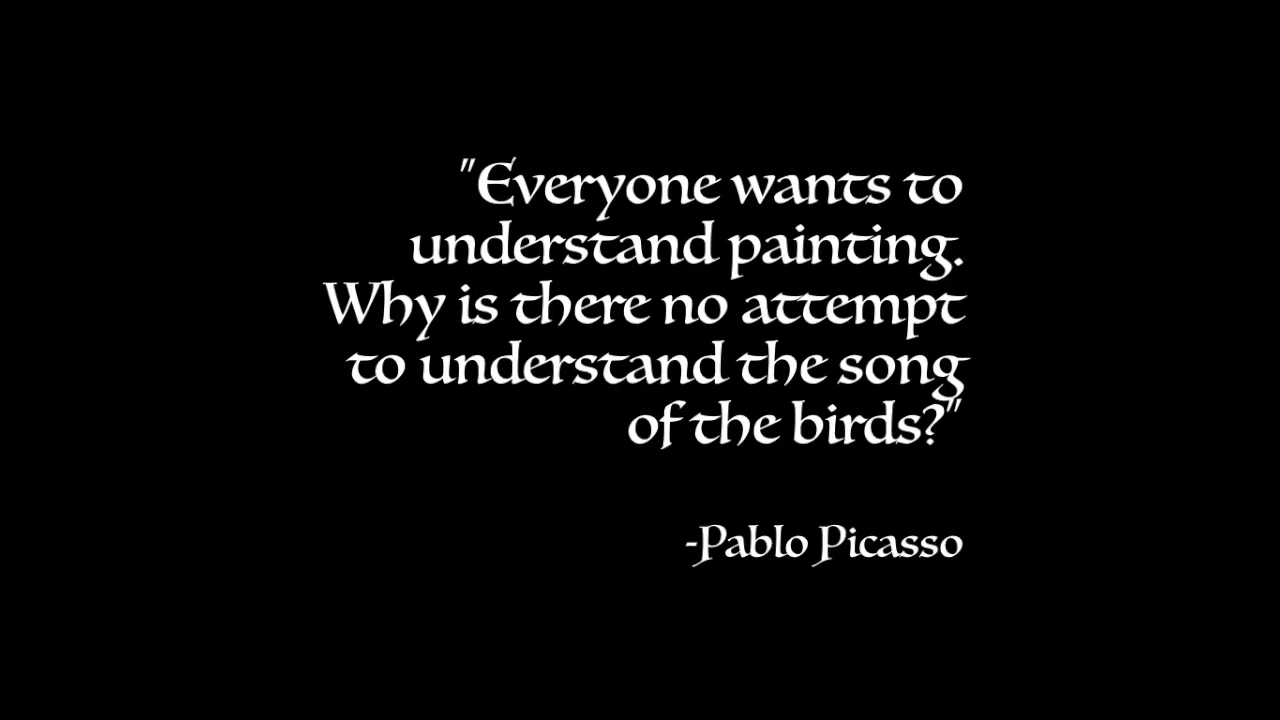 "Everyone wants to
understand painting.
Why is there no attempt
to understand the song
of the birds?"
-Pablo Picasso